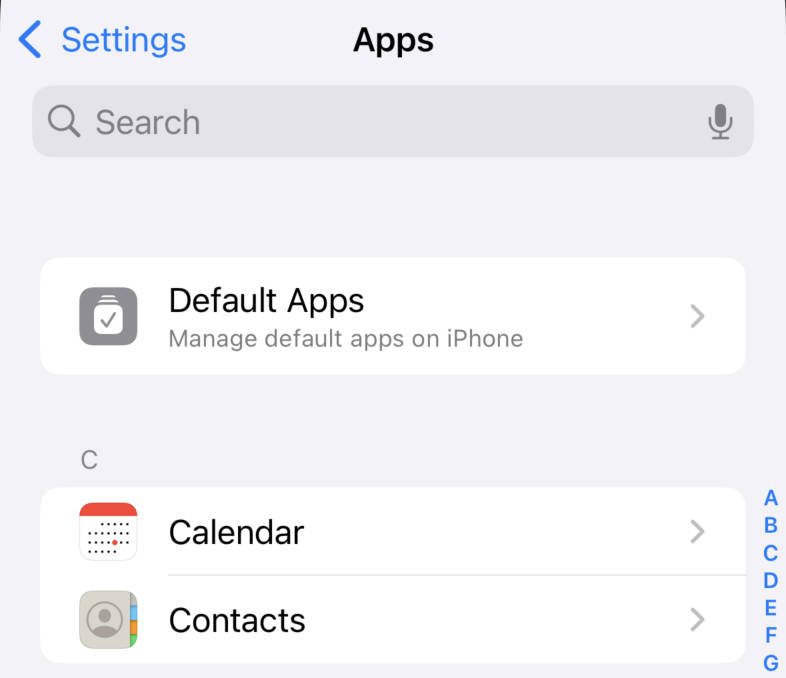 Settings
Apps
Search
Default Apps
Manage default apps on iPhone
C
Calendar
Contacts
A
B
C
D
E
F
G